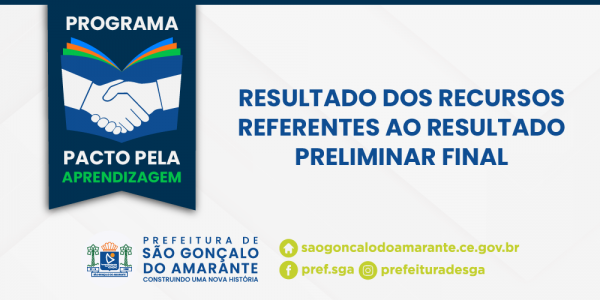 PROGRAMA
PACTO PELA
APRENDIZAGEM
RESULTADO DOS RECURSOS
REFERENTES AO RESULTADO
PRELIMINAR FINAL
PREFEITURA DE
SÃO GONÇALO
DO AMARANTE
CONSTRUINDO UMA NOVA HISTÓRIA
saogoncalodoamarante.ce.gov.br
pref.sga
prefeituradesga